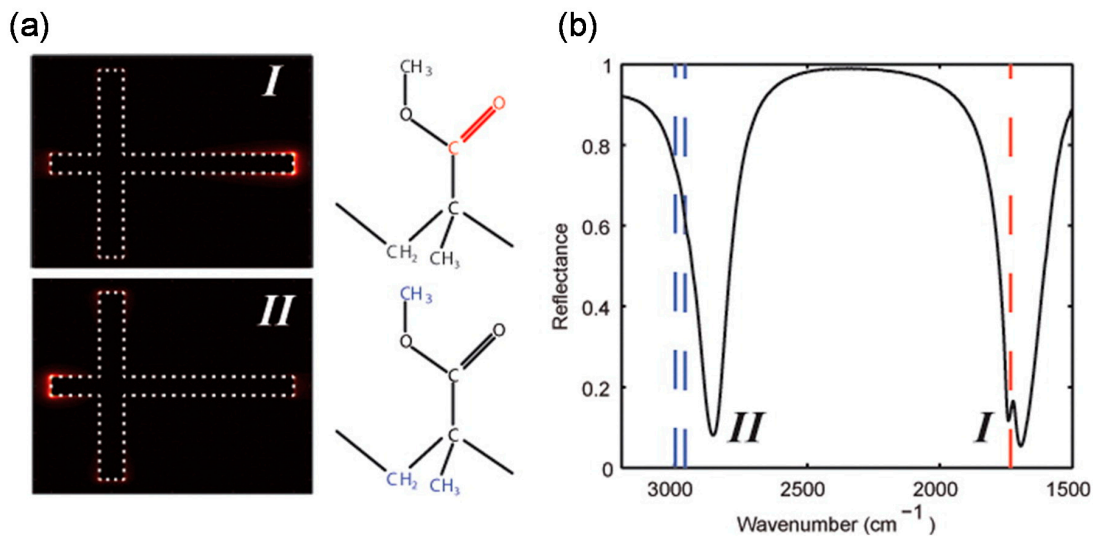 (a)
I
CH3
O
O
C
C
CH2
CH3
II
CH3
O
O
C
C
CH2
CH3
(b)
Reflectance
1
0.8
0.6
0.4
0.2
0
II
I
3000 2500 2000 1500
Wavenumber (cm−1)